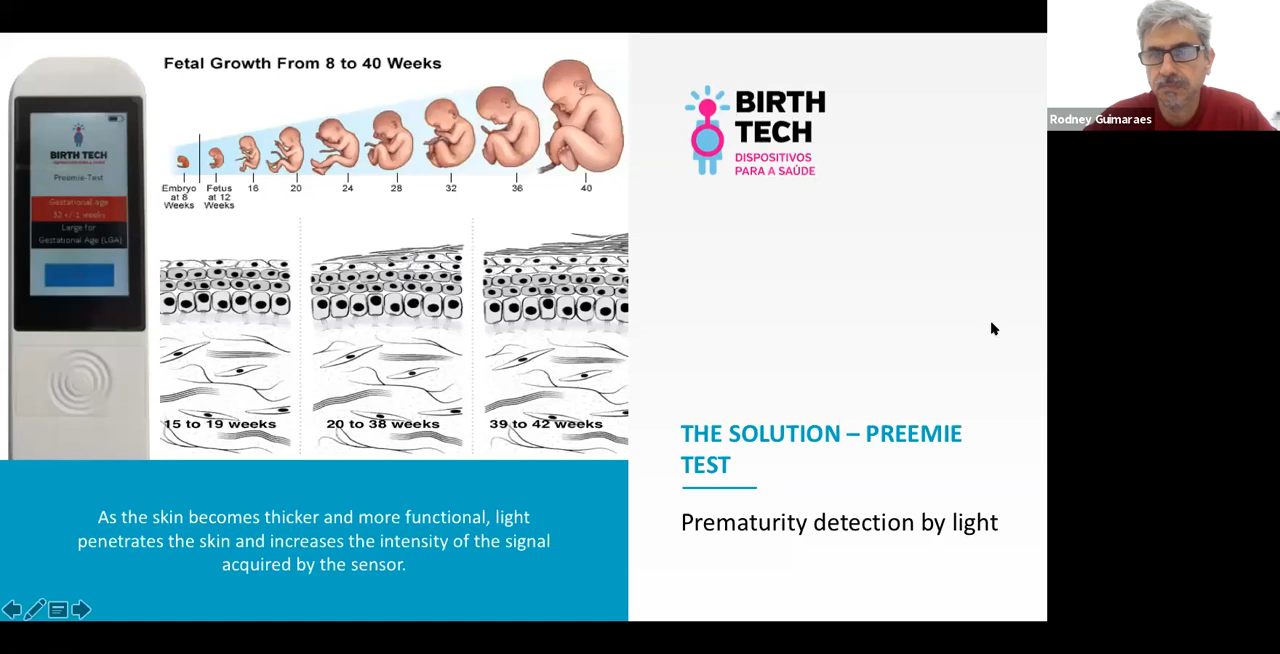 Fetal Growth From 8 to 40 Weeks
BIRTH TECH
Preemie-Test
Gestational age
32 +/-1 weeks
Large for
Gestational Age (LGA)
Embryo
at 8
Weeks
Fetus
at 12
Weeks
16
20
24
28
32
36
40
15 to 19 weeks
20 to 38 weeks
39 to 42 weeks
As the skin becomes thicker and more functional, light
penetrates the skin and increases the intensity of the signal
acquired by the sensor.
BIRTH
TECH
DISPOSITIVOS
PARA A SAÚDE
THE SOLUTION – PREEMIE
TEST
Prematurity detection by light
Rodney Guimaraes